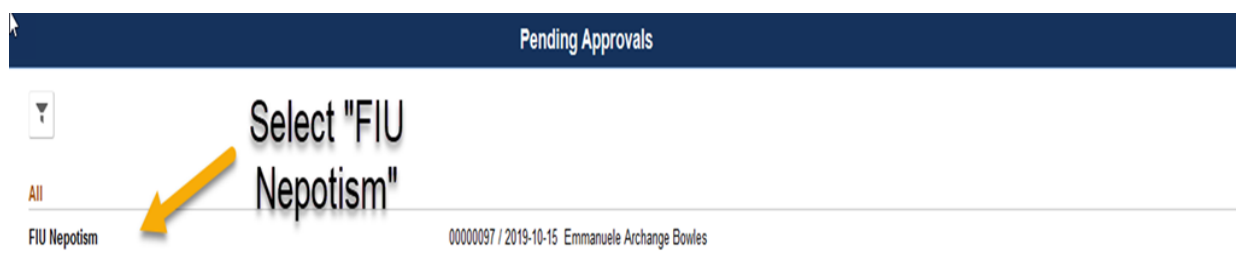 Pending Approvals
Select "FIU
Nepotism"
All
FIU Nepotism 00000097 / 2019-10-15 Emmanuele Archange Bowles